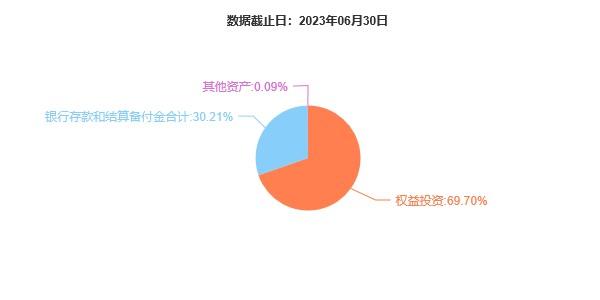 数据截止日：2023年06月30日
其他资产:0.09%
银行存款和结算备付金合计:30.21%
权益投资:69.70%